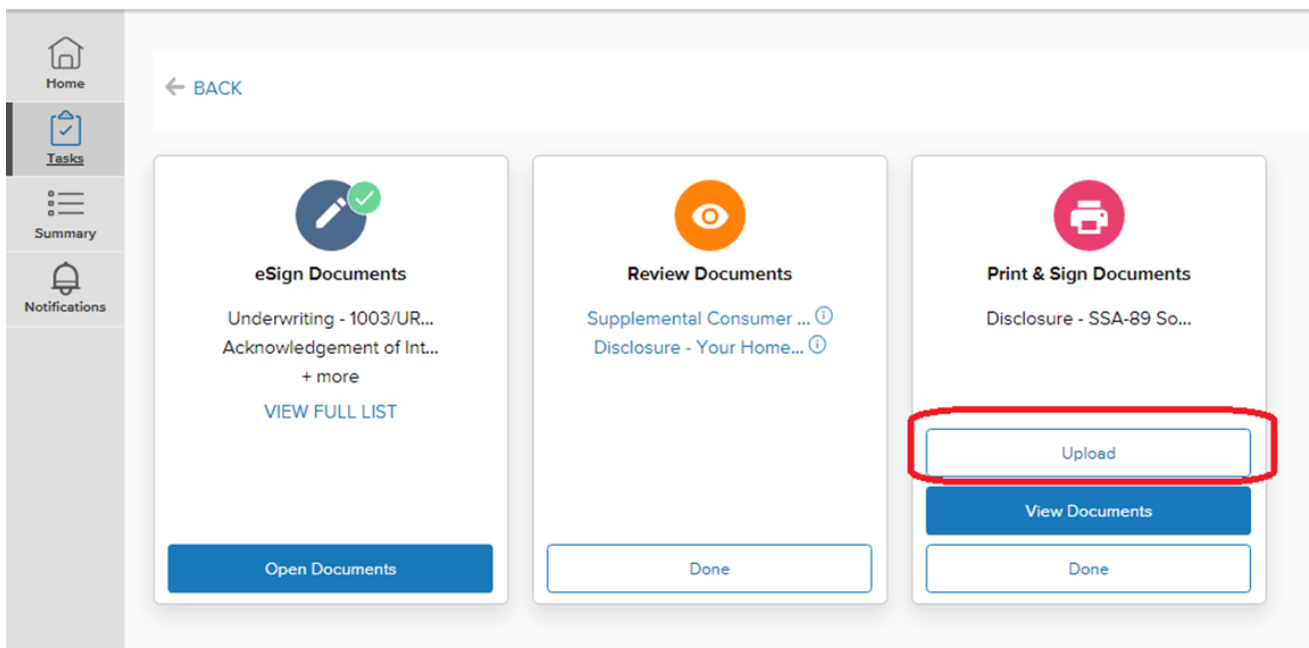 Home
Tasks
Summary
Notifications
BACK
eSign Documents
Underwriting - 1003/UR...
Acknowledgement of Int...
+ more
VIEW FULL LIST
Open Documents
Review Documents
Supplemental Consumer ...
Disclosure - Your Home...
Done
Print & Sign Documents
Disclosure - SSA-89 So...
Upload
View Documents
Done